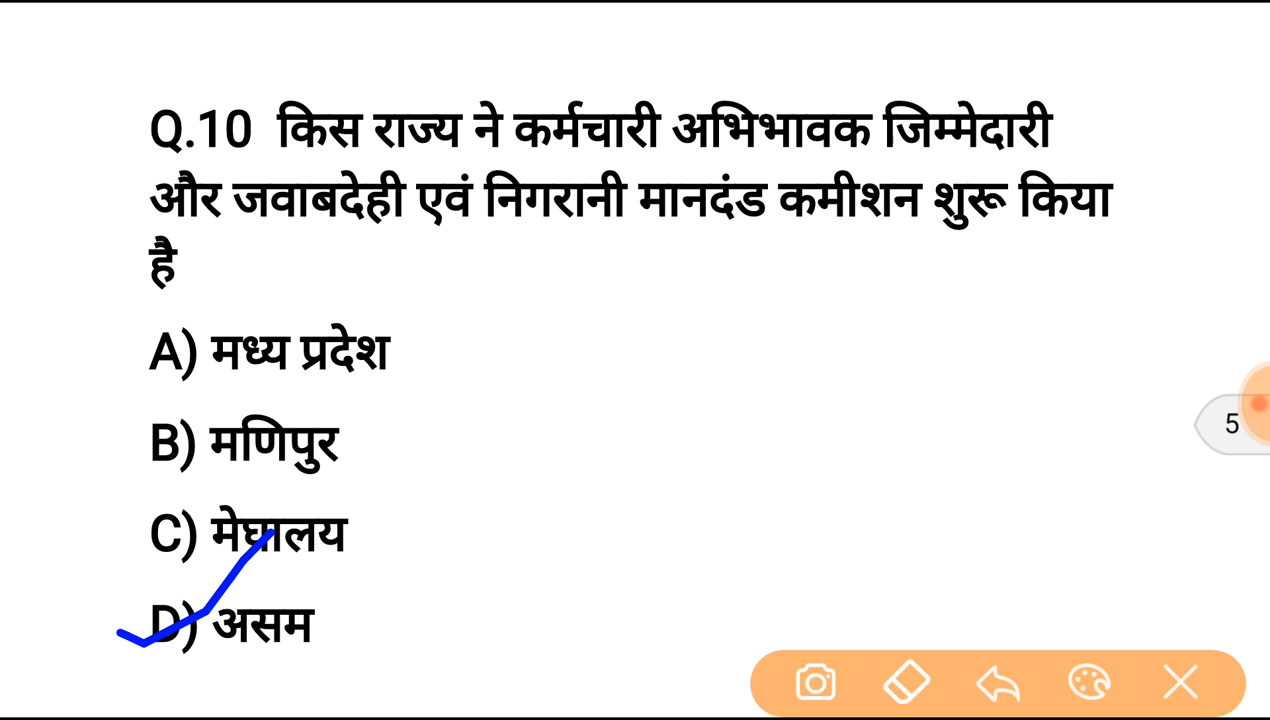 Q.10 किस राज्य ने कर्मचारी अभिभावक जिम्मेदारी
और जवाबदेही एवं निगरानी मानदंड कमीशन शुरू किया
है
A) मध्य प्रदेश
B) मणिपुर
C) मेघालय
5
D) असम